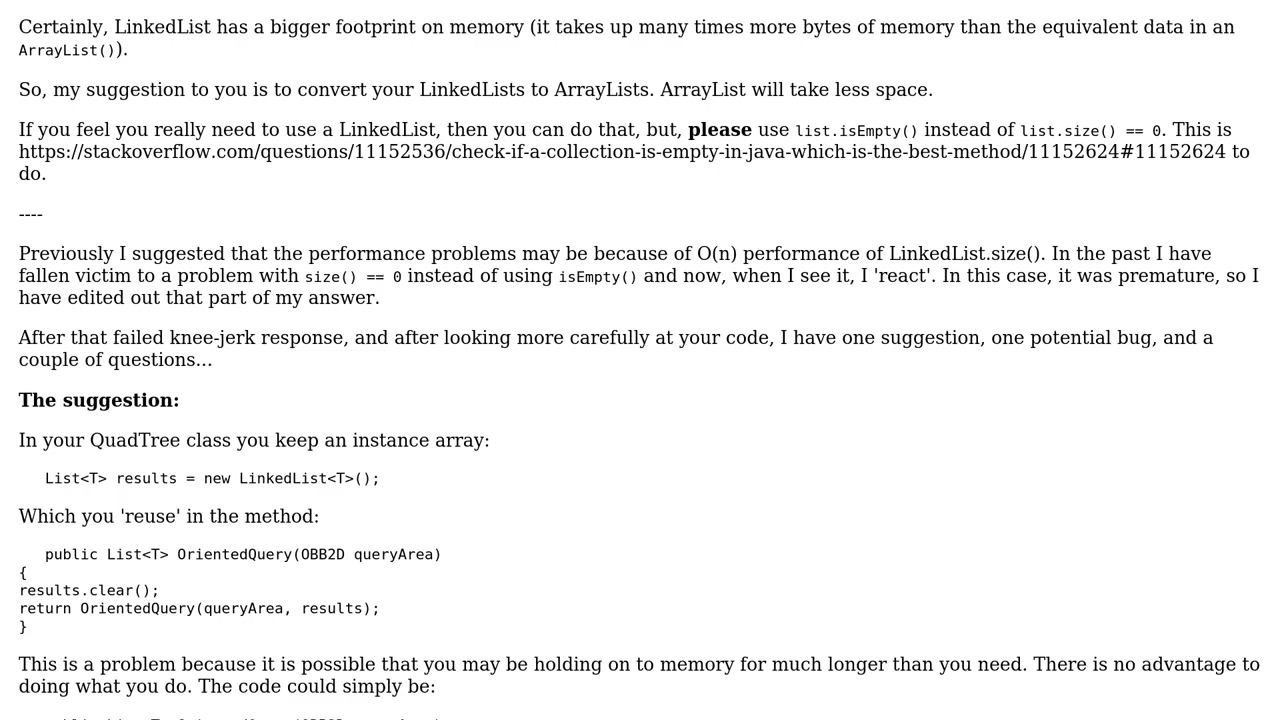 Certainly, LinkedList has a bigger footprint on memory (it takes up many times more bytes of memory than the equivalent data in an
ArrayList()).
So, my suggestion to you is to convert your LinkedLists to ArrayLists. ArrayList will take less space.
If you feel you really need to use a LinkedList, then you can do that, but, please use list.isEmpty() instead of list.size() == 0. This is
https://stackoverflow.com/questions/11152536/check-if-a-collection-is-empty-in-java-which-is-the-best-method/11152624#11152624 to
do.
----
Previously I suggested that the performance problems may be because of O(n) performance of LinkedList.size(). In the past I have
fallen victim to a problem with size() == 0 instead of using isEmpty() and now, when I see it, I 'react'. In this case, it was premature, so I
have edited out that part of my answer.
After that failed knee-jerk response, and after looking more carefully at your code, I have one suggestion, one potential bug, and a
couple of questions...
The suggestion:
In your QuadTree class you keep an instance array:
List<T> results = new LinkedList<T>();
Which you 'reuse' in the method:
public List<T> OrientedQuery(OBB2D queryArea)
{
results.clear();
return OrientedQuery(queryArea, results);
}
This is a problem because it is possible that you may be holding on to memory for much longer than you need. There is no advantage to
doing what you do. The code could simply be: